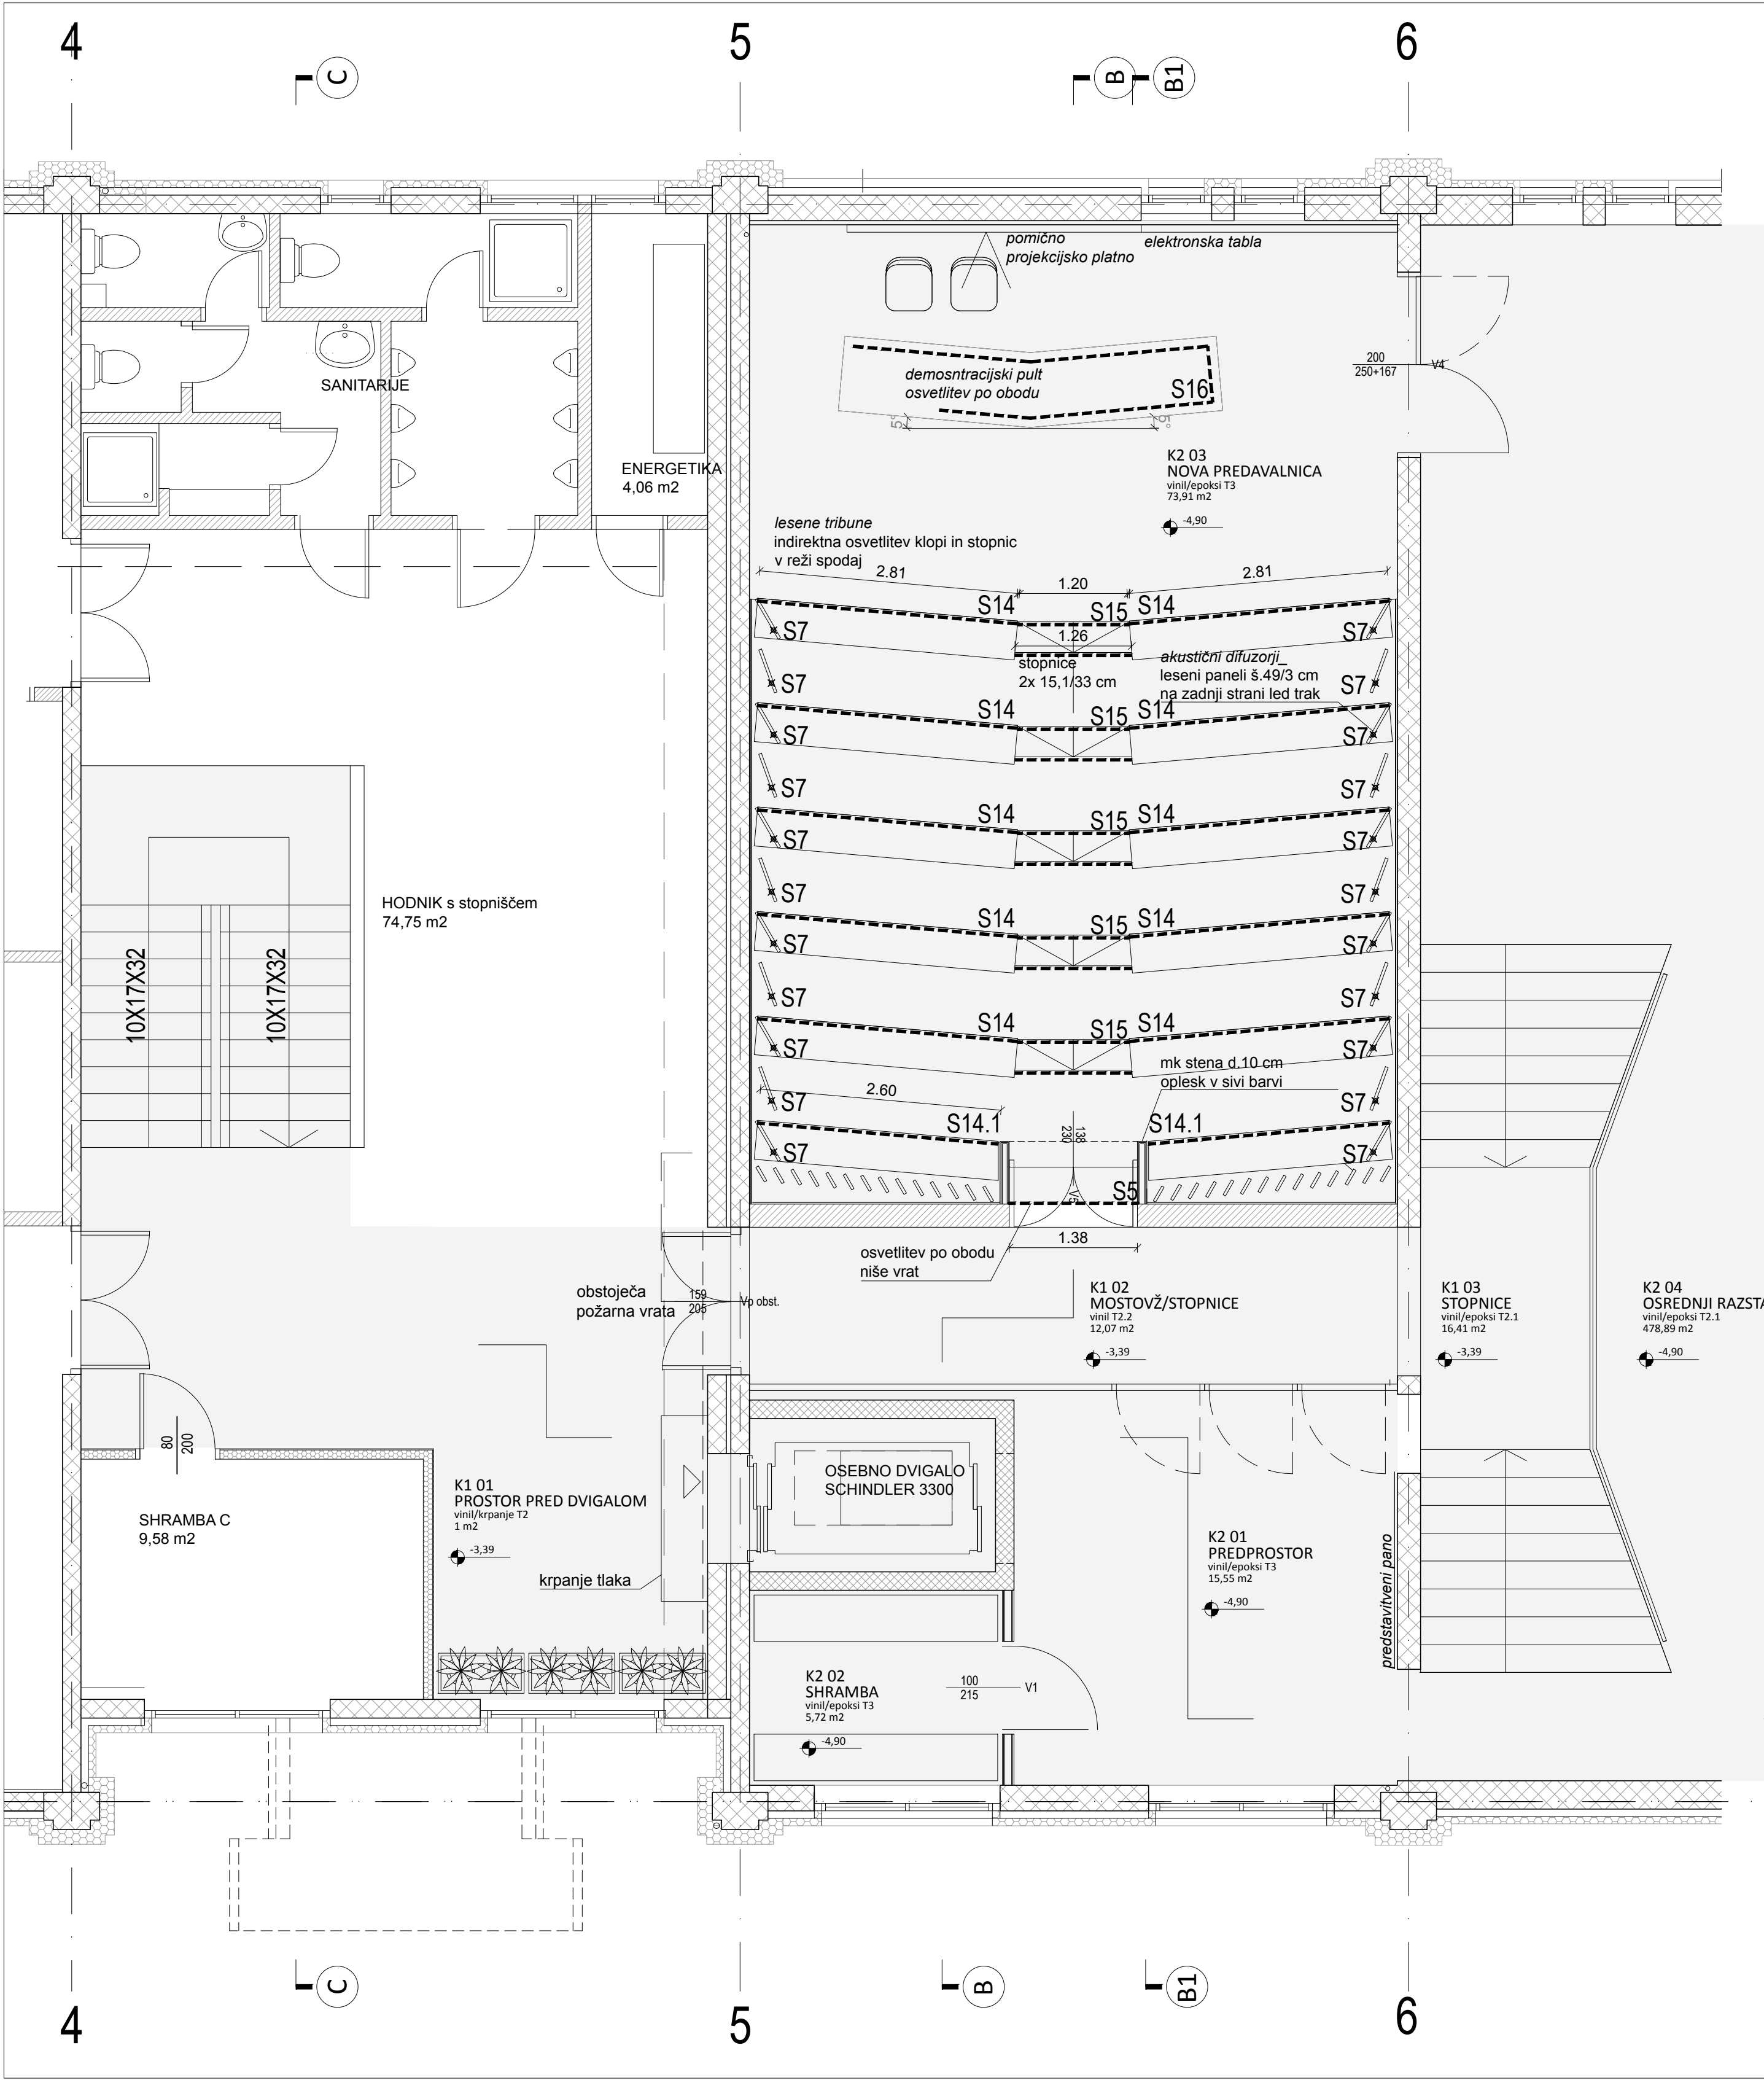 4
5
6
C
B
B1
pomično
projekcijsko platno
elektronska tabla
demosntracijski pult
osvetlitev po obodu
S16
5°
5°
200
250+167
V4
SANITARIJE
ENERGETIKA
4,06 m2
K2 03
NOVA PREDAVALNICA
vinil/epoksi T3
73,91 m2
-4,90
lesene tribune
indirektna osvetlitev klopi in stopnic
v reži spodaj
2.81
1.20
2.81
S14
S15
S14
S7
1.26
S7
stopnice
2x 15,1/33 cm
akustični difuzorji_
leseni paneli š.49/3 cm
na zadnji strani led trak
S7
S7
S14
S15
S14
S7
S7
S7
S7
S14
S15
S14
S7
S7
S7
S7
S14
S15
S14
S7
S7
S7
S7
S14
S15
S14
S7
S7
mk stena d.10 cm
oplesk v sivi barvi
2.60
S7
S7
S14.1
138
230
S14.1
S7
S7
V5
S5
HODNIK s stopniščem
74,75 m2
10X17X32
10X17X32
1.38
osvetlitev po obodu
niše vrat
obstoječa
požarna vrata
159
205
Vp obst.
K1 02
MOSTOVŽ/STOPNICE
vinil T2.2
12,07 m2
-3,39
K1 03
STOPNICE
vinil/epoksi T2.1
16,41 m2
-3,39
K2 04
OSREDNJI RAZSTA
vinil/epoksi T2.1
478,89 m2
-4,90
80
200
SHRAMBA C
9,58 m2
K1 01
PROSTOR PRED DVIGALOM
vinil/krpanje T2
1 m2
-3,39
krpanje tlaka
OSEBNO DVIGALO
SCHINDLER 3300
K2 01
PREDPROSTOR
vinil/epoksi T3
15,55 m2
-4,90
predstavitveni pano
K2 02
SHRAMBA
vinil/epoksi T3
5,72 m2
-4,90
100
215
V1
C
B
B1
4
5
6